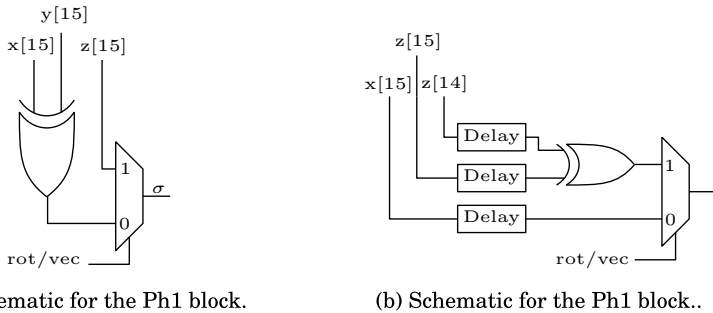 y[15]
x[15] z[15]
1
σ
0
rot/vec
ematic for the Ph1 block.
z[15]
x[15] z[14]
Delay
Delay
1
Delay
0
rot/vec
(b) Schematic for the Ph1 block..